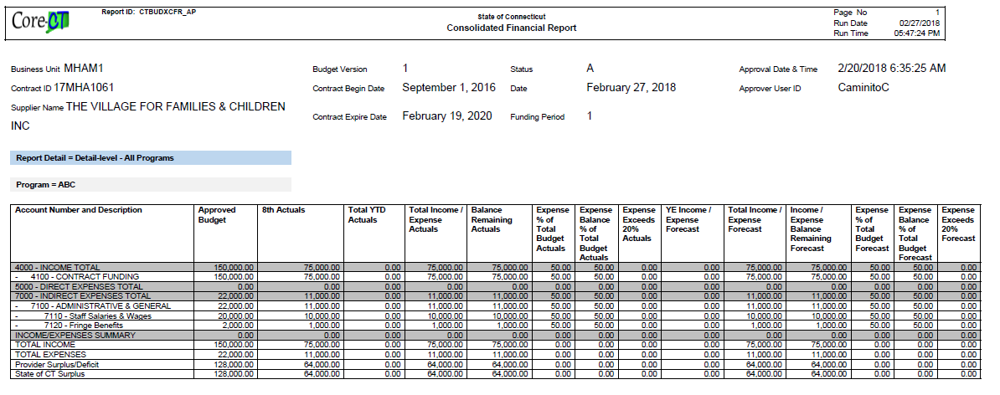 Core-CT
Report ID: CTBUDXCFR_AP
State of Connecticut
Consolidated Financial Report
Page No 1
Run Date 02/27/2018
Run Time 05:47:24 PM
Business Unit MHAM1 Budget Version 1 Status A Approval Date & Time 2/20/2018 6:35:25 AM
Contract ID 17MHA1061 Contract Begin Date September 1, 2016 Date February 27, 2018 Approver User ID CaminitoC
Supplier Name THE VILLAGE FOR FAMILIES & CHILDREN
INC
Contract Expire Date February 19, 2020 Funding Period 1
Report Detail = Detail-level - All Programs
Program = ABC
Account Number and Description
Approved
Budget
8th Actuals
Total YTD
Actuals
Total Income /
Expense
Actuals
Balance
Remaining
Actuals
Expense
% of
Total
Budget
Actuals
Expense
Balance
% of
Total
Budget
Actuals
Expense
Exceeds
20%
Actuals
YE Income /
Expense
Forecast
Total Income /
Expense
Forecast
Income /
Expense
Balance
Remaining
Forecast
Expense
% of
Total
Budget
Forecast
Expense
Balance
% of
Total
Budget
Forecast
Expense
Exceeds
20%
Forecast
4000 - INCOME TOTAL 150,000.00 75,000.00 0.00 75,000.00 75,000.00 50.00 50.00 0.00 0.00 75,000.00 75,000.00 50.00 50.00 0.00
- 4100 - CONTRACT FUNDING 150,000.00 75,000.00 0.00 75,000.00 75,000.00 50.00 50.00 0.00 0.00 75,000.00 75,000.00 50.00 50.00 0.00
5000 - DIRECT EXPENSES TOTAL 0.00 0.00 0.00 0.00 0.00 0.00 0.00 0.00 0.00 0.00 0.00 0.00 0.00 0.00
7000 - INDIRECT EXPENSES TOTAL 22,000.00 11,000.00 0.00 11,000.00 11,000.00 50.00 50.00 0.00 0.00 11,000.00 11,000.00 50.00 50.00 0.00
- 7100 - ADMINISTRATIVE & GENERAL 22,000.00 11,000.00 0.00 11,000.00 11,000.00 50.00 50.00 0.00 0.00 11,000.00 11,000.00 50.00 50.00 0.00
- 7110 - Staff Salaries & Wages 20,000.00 10,000.00 0.00 10,000.00 10,000.00 50.00 50.00 0.00 0.00 10,000.00 10,000.00 50.00 50.00 0.00
- 7120 - Fringe Benefits 2,000.00 1,000.00 0.00 1,000.00 1,000.00 50.00 50.00 0.00 0.00 1,000.00 1,000.00 50.00 50.00 0.00
INCOME/EXPENSES SUMMARY 0.00 0.00 0.00 0.00 0.00 0.00 0.00 0.00 0.00 0.00 0.00 0.00 0.00 0.00
TOTAL INCOME 150,000.00 75,000.00 0.00 75,000.00 75,000.00 0.00 0.00 0.00 0.00 75,000.00 75,000.00 0.00 0.00 0.00
TOTAL EXPENSES 22,000.00 11,000.00 0.00 11,000.00 11,000.00 0.00 0.00 0.00 0.00 11,000.00 11,000.00 0.00 0.00 0.00
Provider Surplus/Deficit 128,000.00 64,000.00 0.00 64,000.00 64,000.00 0.00 0.00 0.00 0.00 64,000.00 64,000.00 0.00 0.00 0.00
State of CT Surplus 128,000.00 64,000.00 0.00 64,000.00 64,000.00 0.00 0.00 0.00 0.00 64,000.00 64,000.00 0.00 0.00 0.00